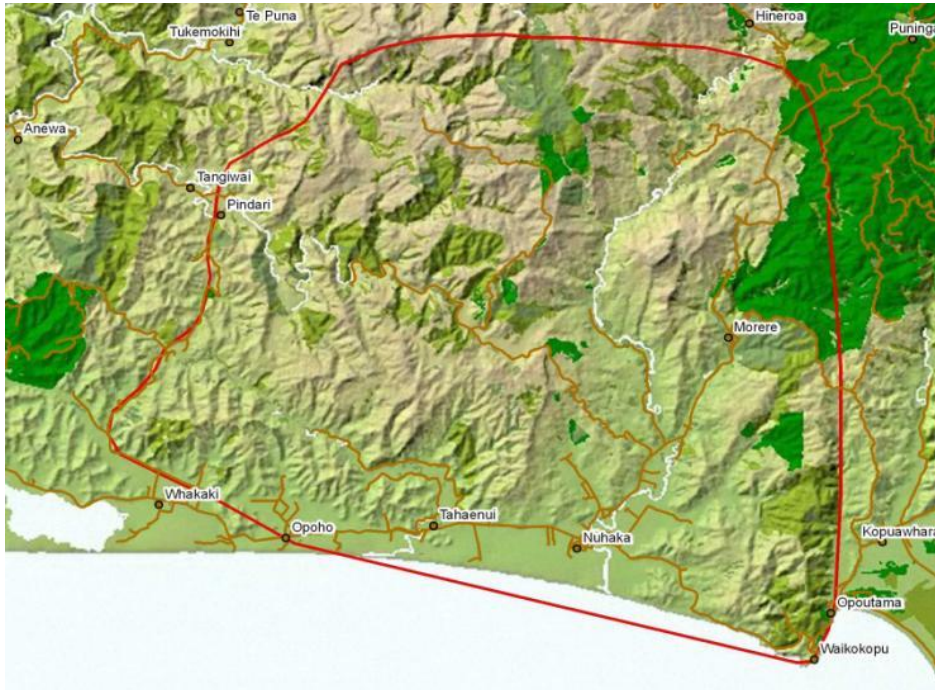 Te Puna
Hineroa
Tukemokihi
Puninga
Anewa
Tangiwai
Pindari
Morere
Whakaki
Opoho
Tahaenui
Nuhaka
Kopuawhara
Opoutama
Waikokopu